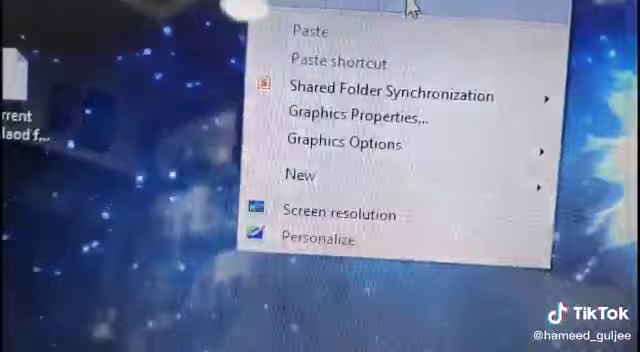 Paste
Paste shortcut
Shared Folder Synchronization
Graphics Properties...
Graphics Options
New
Screen resolution
Personalize
rrent
laod f...
TikTok
@hameed_guljee